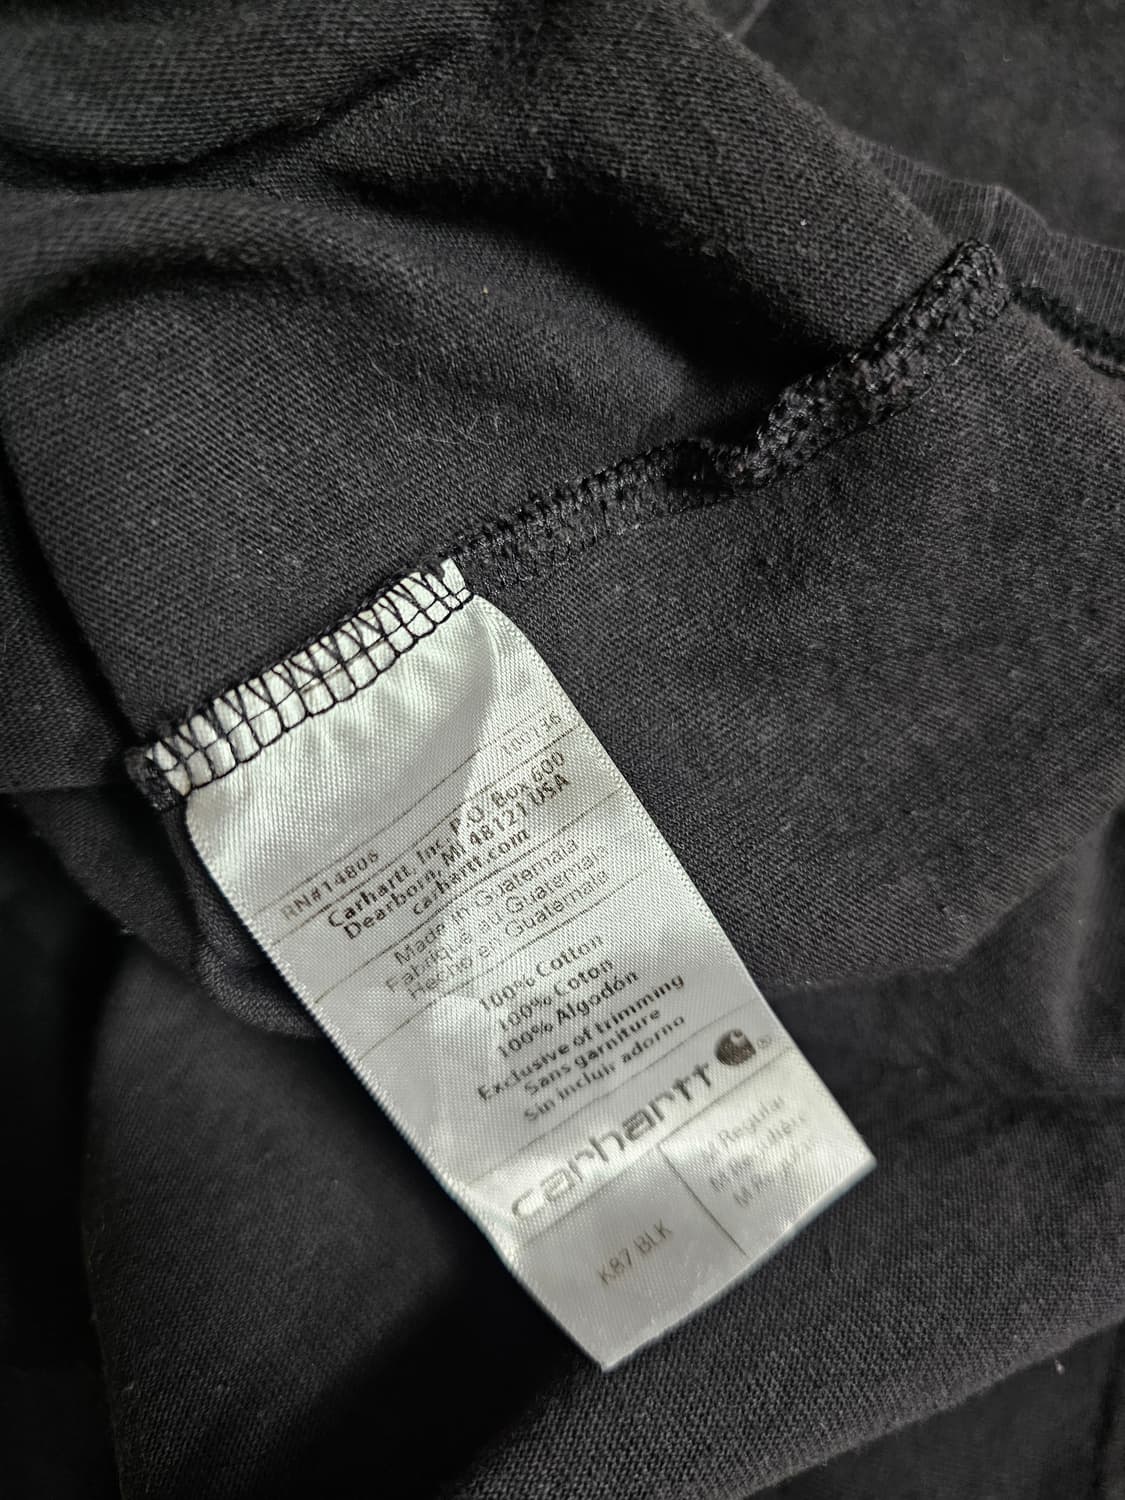 RN#14806
Carhartt, Inc. P.O. Box 600
Dearborn, MI 48121 USA
carhartt.com
Made in Guatemala
Fabriqué au Guatemala
Hecho en Guatemala
100% Cotton
100% Coton
100% Algodón
Exclusive of trimming
Sans garniture
Sin incluir adorno
carhartt ®
K87 BLK
M Regular
M Régulière
M Regular